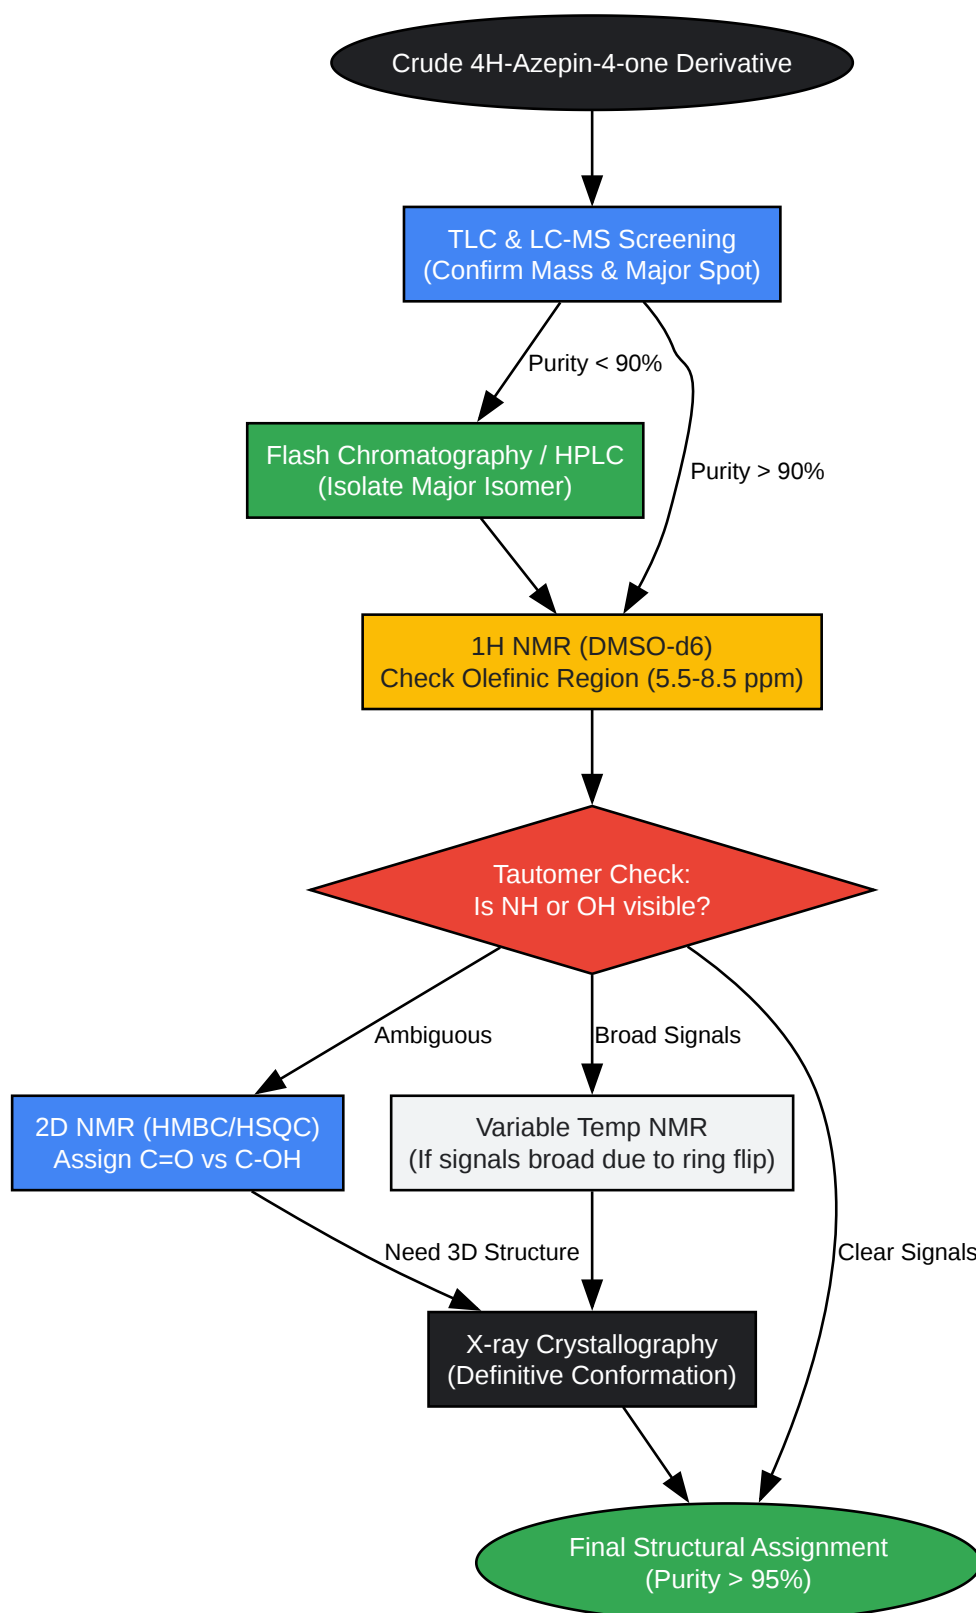 Crude 4H-Azepin-4-one Derivative
TLC & LC-MS Screening
(Confirm Mass & Major Spot)
Purity < 90%
Flash Chromatography / HPLC
(Isolate Major Isomer)
Purity > 90%
1H NMR (DMSO-d6)
Check Olefinic Region (5.5-8.5 ppm)
Tautomer Check:
Is NH or OH visible?
Ambiguous
Broad Signals
2D NMR (HMBC/HSQC)
Assign C=O vs C-OH
Variable Temp NMR
(If signals broad due to ring flip)
Need 3D Structure
Clear Signals
X-ray Crystallography
(Definitive Conformation)
Final Structural Assignment
(Purity > 95%)